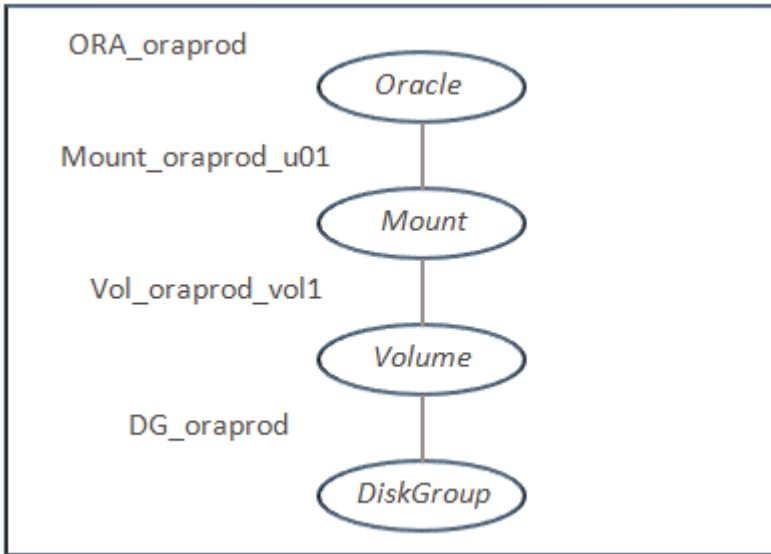 ORA_oraprod
Oracle
Mount_oraprod_u01
Mount
Vol_oraprod_vol1
Volume
DG_oraprod
DiskGroup